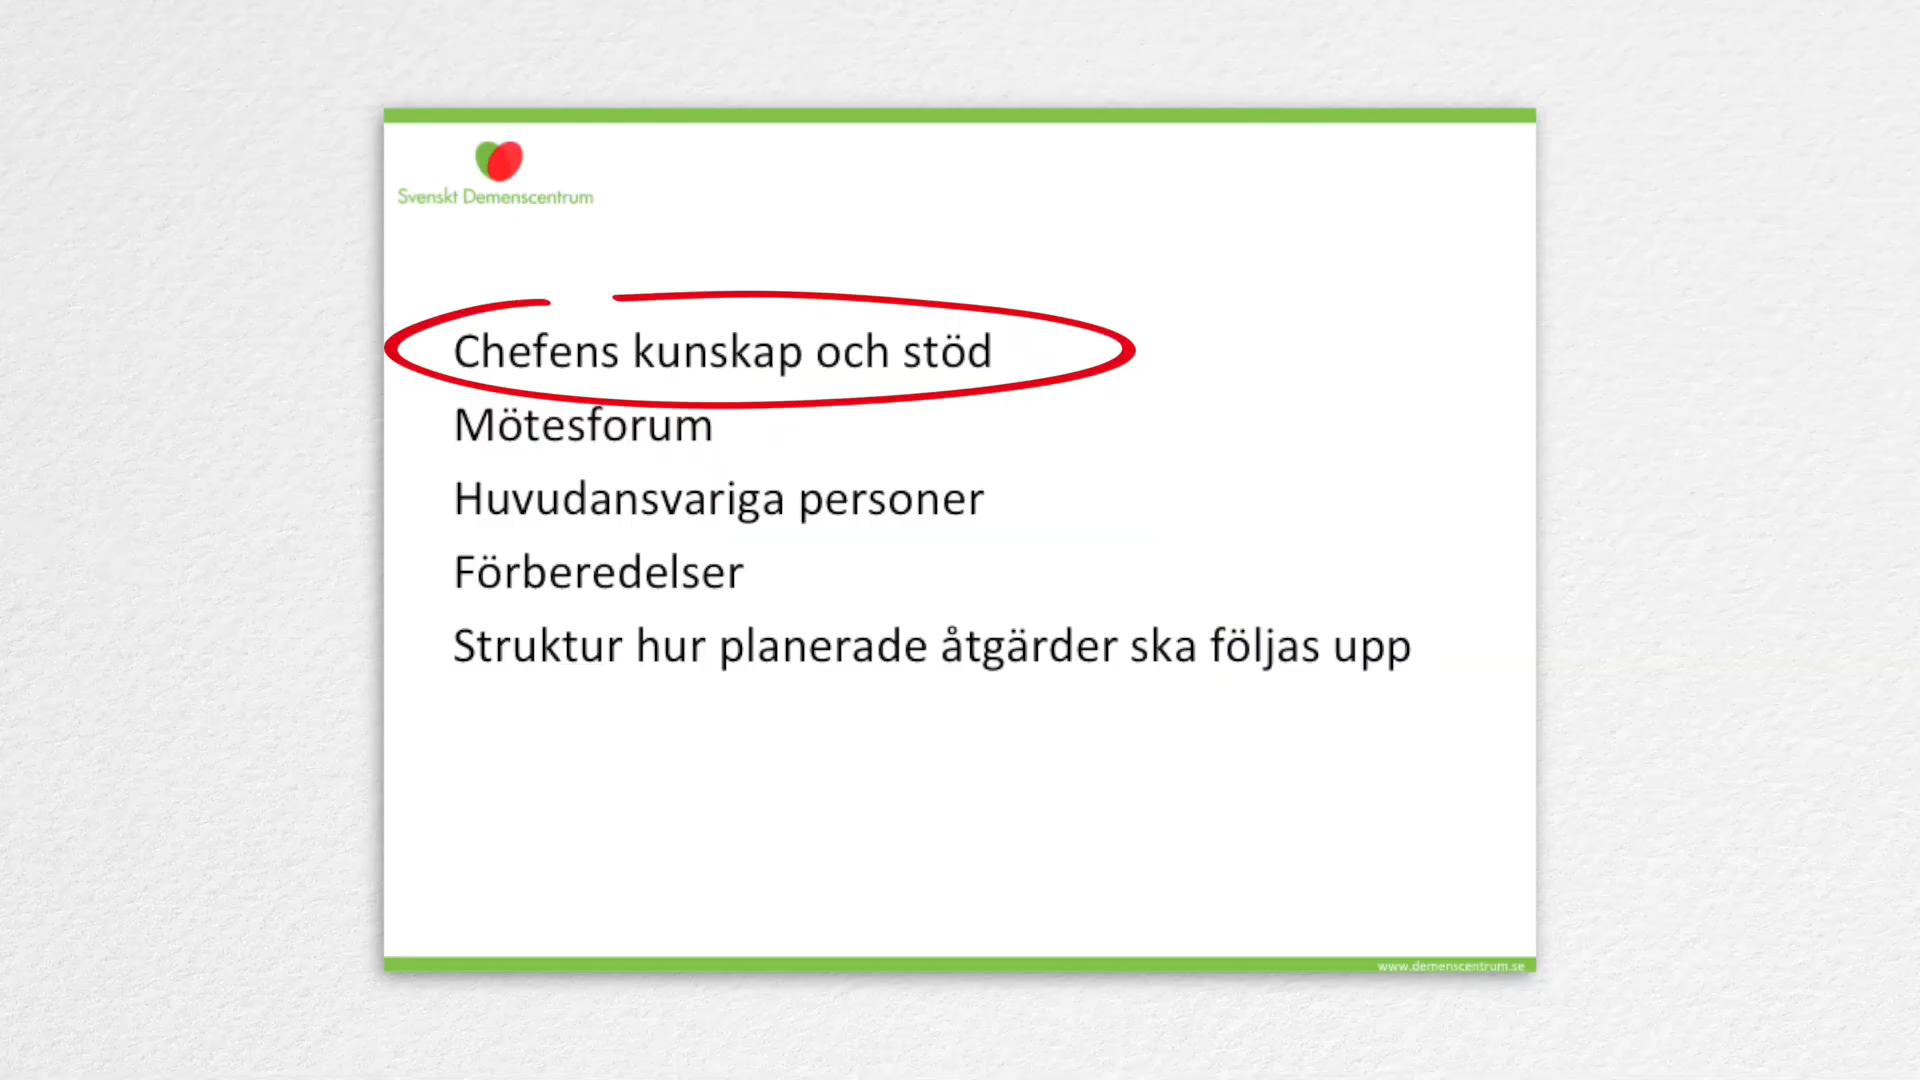 Svenskt Demenscentrum
Chefens kunskap och stöd
Mötesforum
Huvudansvariga personer
Förberedelser
Struktur hur planerade åtgärder ska följas upp
www.demenscentrum.se